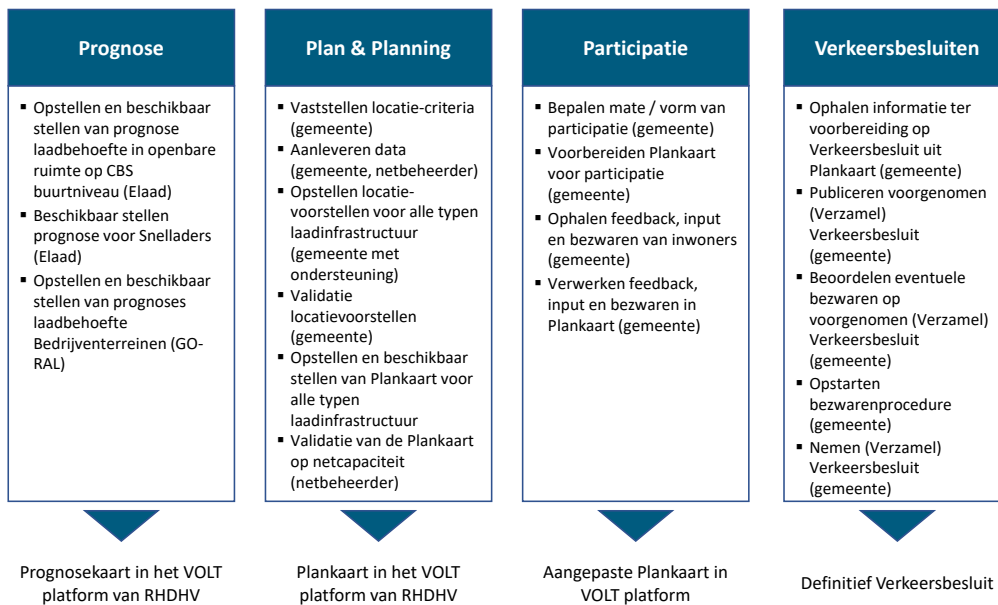 Prognose
▪ Opstellen en beschikbaar
stellen van prognose
laadbehoefte in openbare
ruimte op CBS
buurtniveau (Elaad)
▪ Beschikbaar stellen
prognose voor Snelladers
(Elaad)
▪ Opstellen en beschikbaar
stellen van prognoses
laadbehoefte
Bedrijventerreinen (GO-
RAL)
Prognosekaart in het VOLT
platform van RHDHV
Plan & Planning
▪ Vaststellen locatie-criteria
(gemeente)
▪ Aanleveren data
(gemeente, netbeheerder)
▪ Opstellen locatie-
voorstellen voor alle typen
laadinfrastructuur
(gemeente met
ondersteuning)
▪ Validatie
locatievoorstellen
(gemeente)
▪ Opstellen en beschikbaar
stellen van Plankaart voor
alle typen
laadinfrastructuur
▪ Validatie van de Plankaart
op netcapaciteit
(netbeheerder)
Plankaart in het VOLT
platform van RHDHV
Participatie
▪ Bepalen mate / vorm van
participatie (gemeente)
▪ Voorbereiden Plankaart
voor participatie
(gemeente)
▪ Ophalen feedback, input
en bezwaren van inwoners
(gemeente)
▪ Verwerken feedback,
input en bezwaren in
Plankaart (gemeente)
Aangepaste Plankaart in
VOLT platform
Verkeersbesluiten
▪ Ophalen informatie ter
voorbereiding op
Verkeersbesluit uit
Plankaart (gemeente)
▪ Publiceren voorgenomen
(Verzamel)
Verkeersbesluit
(gemeente)
▪ Beoordelen eventuele
bezwaren op
voorgenomen (Verzamel)
Verkeersbesluit
(gemeente)
▪ Opstarten
bezwarenprocedure
(gemeente)
▪ Nemen (Verzamel)
Verkeersbesluit
(gemeente)
Definitief Verkeersbesluit